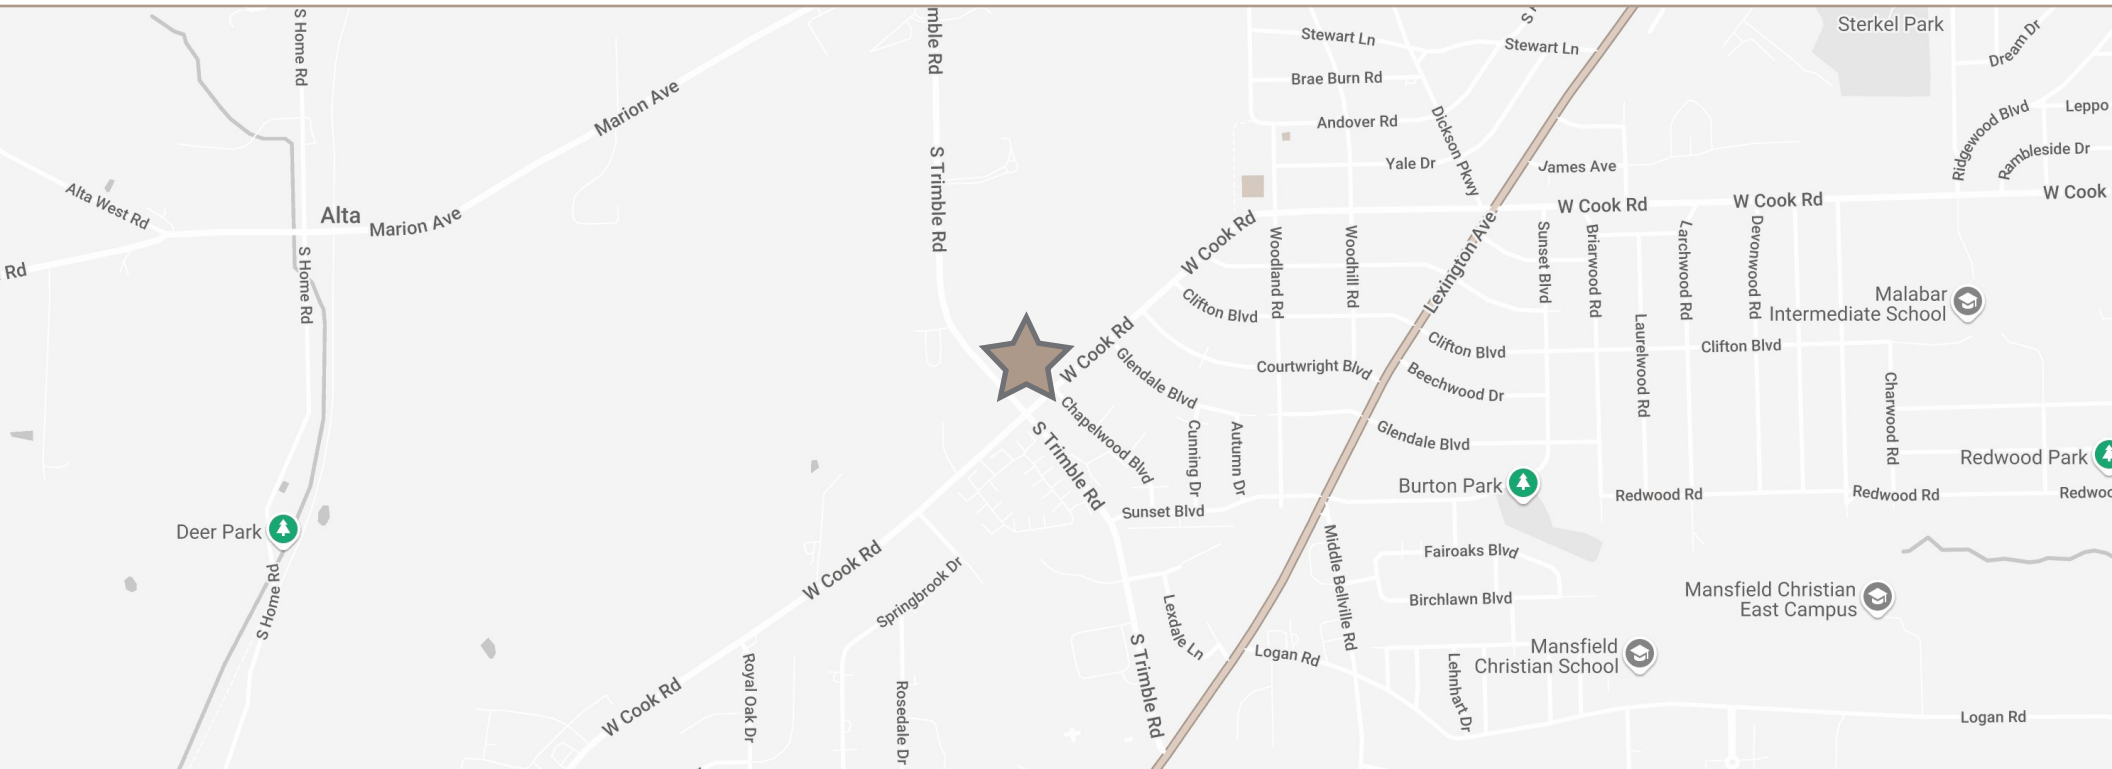 S Home Rd
mble Rd
Stewart Ln
Stewart Ln
Sterkel Park
Dream Dr
Marion Ave
Brae Burn Rd
Andover Rd
Dickson Pkwy
Ridgewood Blvd
Leppo
Yale Dr
James Ave
Rambleside Dr
Alta West Rd
Alta
Marion Ave
S Trimble Rd
W Cook Rd
W Cook Rd
W Cook Rd
W Cook
Rd
S Home Rd
Woodland Rd
Woodhill Rd
Lexington Ave
Sunset Blvd
Briarwood Rd
Larchwood Rd
Devonwood Rd
Malabar
Intermediate School
Clifton Blvd
W Cook Rd
Glendale Blvd
Courtwright Blvd
Clifton Blvd
Beechwood Dr
Laurelwood Rd
Clifton Blvd
Charwood Rd
Chapelwood Blvd
Cunning Dr
Autumn Dr
Glendale Blvd
S Trimble Rd
Redwood Park
Burton Park
Redwood Rd
Redwood Rd
Redwoo
Sunset Blvd
Deer Park
S Home Rd
W Cook Rd
Springbrook Dr
Middle Bellville Rd
Fairoaks Blvd
Birchlawn Blvd
Mansfield Christian
East Campus
Lexdale Ln
S Trimble Rd
Logan Rd
Mansfield
Christian School
Lehnhart Dr
Royal Oak Dr
Rosedale Dr
W Cook Rd
Logan Rd